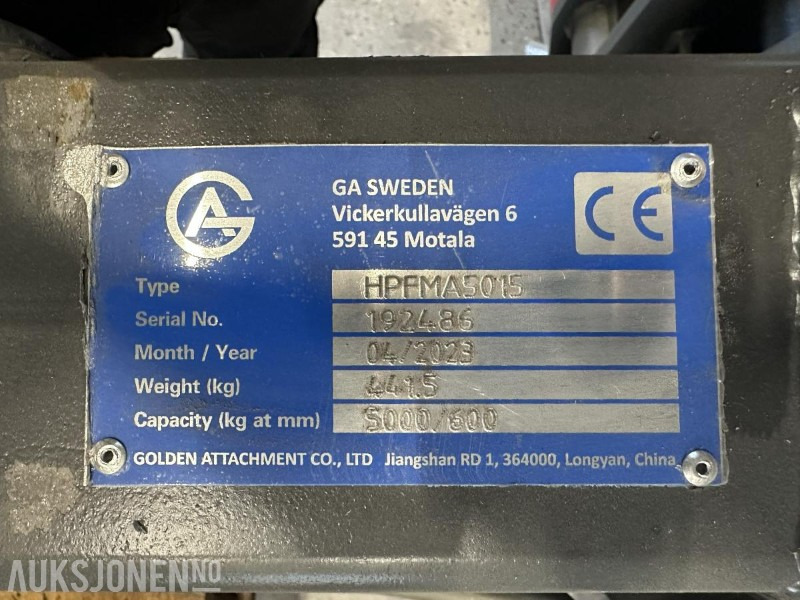 GA SWEDEN
Vickerkullavägen 6
591 45 Motala
CE
Type HPFMA5015
Serial No. 192486
Month / Year 04/2023
Weight (kg) 441.5
Capacity (kg at mm) 5000/600
GOLDEN ATTACHMENT CO., LTD Jiangshan RD 1, 364000, Longyan, China
AUKSJONEN.NO